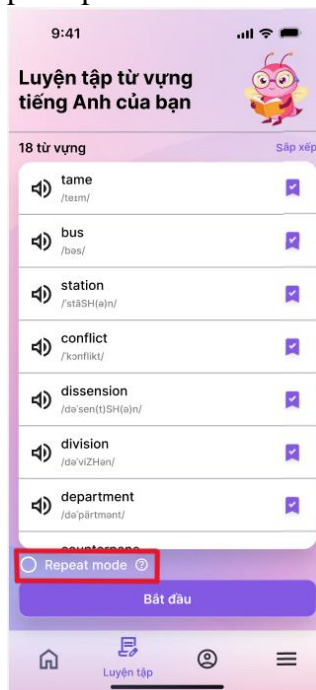 9:41
Luyện tập từ vựng
tiếng Anh của bạn
18 từ vựng
Sắp xếp
tame
/teɪm/
bus
/bəs/
station
/ˈstāSH(ə)n/
conflict
/ˈkɒnflikt/
dissension
/dəˈsen(t)SH(ə)n/
division
/dəˈviZHən/
department
/dəˈpärtmənt/
Repeat mode
Bắt đầu
Luyện tập